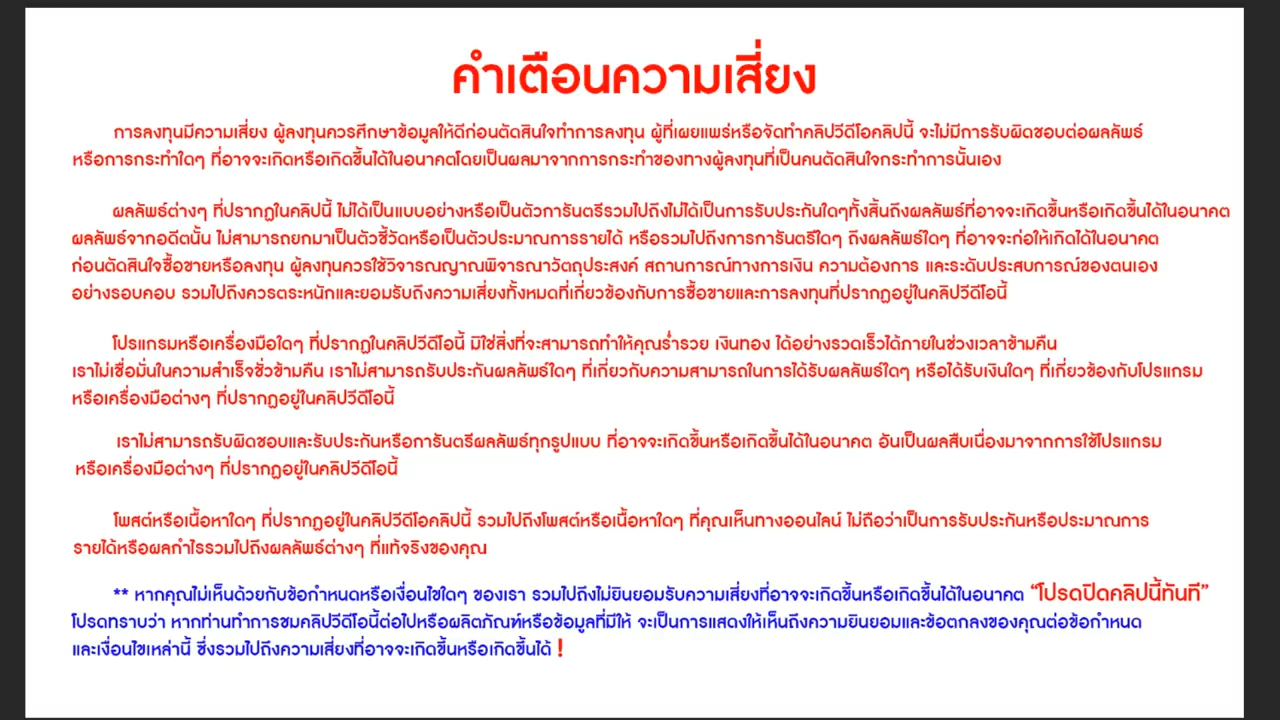 คำเตือนความเสี่ยง
การลงทุนมีความเสี่ยง ผู้ลงทุนควรศึกษาข้อมูลให้ดีก่อนตัดสินใจทำการลงทุน ผู้ที่เผยแพร่หรือจัดทำคลิปวีดีโอคลิปนี้ จะไม่มีการรับผิดชอบต่อผลลัพธ์
หรือการกระทำใดๆ ที่อาจจะเกิดหรือเกิดขึ้นได้ในอนาคตโดยเป็นผลมาจากการกระทำของทางผู้ลงทุนที่เป็นคนตัดสินใจกระทำการนั้นเอง
ผลลัพธ์ต่างๆ ที่ปรากฏในคลิปนี้ ไม่ได้เป็นแบบอย่างหรือเป็นตัวการันตรีรวมไปถึงไม่ได้เป็นการรับประกันใดๆทั้งสิ้นถึงผลลัพธ์ที่อาจจะเกิดขึ้นหรือเกิดขึ้นได้ในอนาคต
ผลลัพธ์จากอดีตนั้น ไม่สามารถยกมาเป็นตัวชี้วัดหรือเป็นตัวประมาณการรายได้ หรือรวมไปถึงการการันตรีใดๆ ถึงผลลัพธ์ใดๆ ที่อาจจะก่อให้เกิดได้ในอนาคต
ก่อนตัดสินใจซื้อขายหรือลงทุน ผู้ลงทุนควรใช้วิจารณญาณพิจารณาวัตถุประสงค์ สถานการณ์ทางการเงิน ความต้องการ และระดับประสบการณ์ของตนเอง
อย่างรอบคอบ รวมไปถึงควรตระหนักและยอมรับถึงความเสี่ยงทั้งหมดที่เกี่ยวข้องกับการซื้อขายและการลงทุนที่ปรากฏอยู่ในคลิปวีดีโอนี้
โปรแกรมหรือเครื่องมือใดๆ ที่ปรากฏในคลิปวีดีโอนี้ มิใช่สิ่งที่จะสามารถทำให้คุณร่ำรวย เงินทอง ได้อย่างรวดเร็วได้ภายในช่วงเวลาข้ามคืน
เราไม่เชื่อมั่นในความสำเร็จชั่วข้ามคืน เราไม่สามารถรับประกันผลลัพธ์ใดๆ ที่เกี่ยวกับความสามารถในการได้รับผลลัพธ์ใดๆ หรือได้รับเงินใดๆ ที่เกี่ยวข้องกับโปรแกรม
หรือเครื่องมือต่างๆ ที่ปรากฏอยู่ในคลิปวีดีโอนี้
เราไม่สามารถรับผิดชอบและรับประกันหรือการันตรีผลลัพธ์ทุกรูปแบบ ที่อาจจะเกิดขึ้นหรือเกิดขึ้นได้ในอนาคต อันเป็นผลสืบเนื่องมาจากการใช้โปรแกรม
หรือเครื่องมือต่างๆ ที่ปรากฏอยู่ในคลิปวีดีโอนี้
โพสต์หรือเนื้อหาใดๆ ที่ปรากฏอยู่ในคลิปวีดีโอคลิปนี้ รวมไปถึงโพสต์หรือเนื้อหาใดๆ ที่คุณเห็นทางออนไลน์ ไม่ถือว่าเป็นการรับประกันหรือประมาณการ
รายได้หรือผลกำไรรวมไปถึงผลลัพธ์ต่างๆ ที่แท้จริงของคุณ
** หากคุณไม่เห็นด้วยกับข้อกำหนดหรือเงื่อนไขใดๆ ของเรา รวมไปถึงไม่ยินยอมรับความเสี่ยงที่อาจจะเกิดขึ้นหรือเกิดขึ้นได้ในอนาคต “โปรดปิดคลิปนี้ทันที”
โปรดทราบว่า หากท่านทำการชมคลิปวีดีโอนี้ต่อไปหรือผลิตภัณฑ์หรือข้อมูลที่มีให้ จะเป็นการแสดงให้เห็นถึงความยินยอมและข้อตกลงของคุณต่อข้อกำหนด
และเงื่อนไขเหล่านี้ ซึ่งรวมไปถึงความเสี่ยงที่อาจจะเกิดขึ้นหรือเกิดขึ้นได้ !